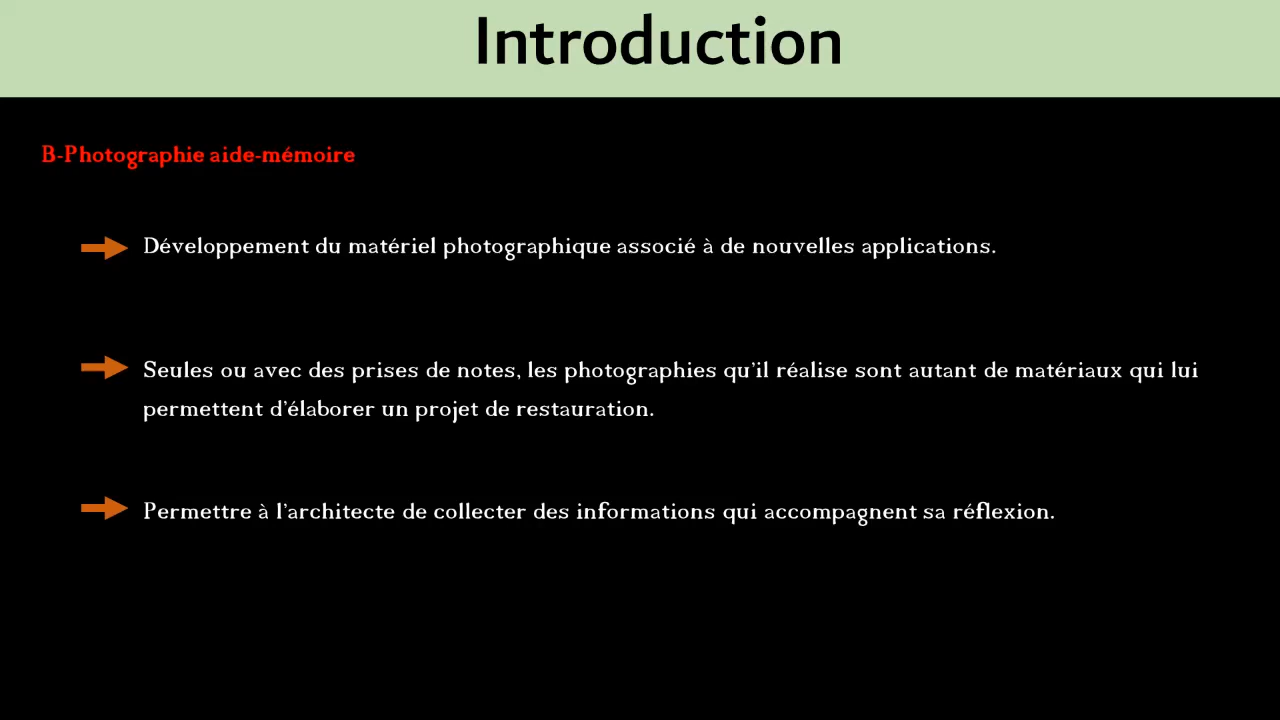 Introduction
B-Photographie aide-mémoire
Développement du matériel photographique associé à de nouvelles applications.
Seules ou avec des prises de notes, les photographies qu'il réalise sont autant de matériaux qui lui
permettent d'élaborer un projet de restauration.
Permettre à l'architecte de collecter des informations qui accompagnent sa réflexion.